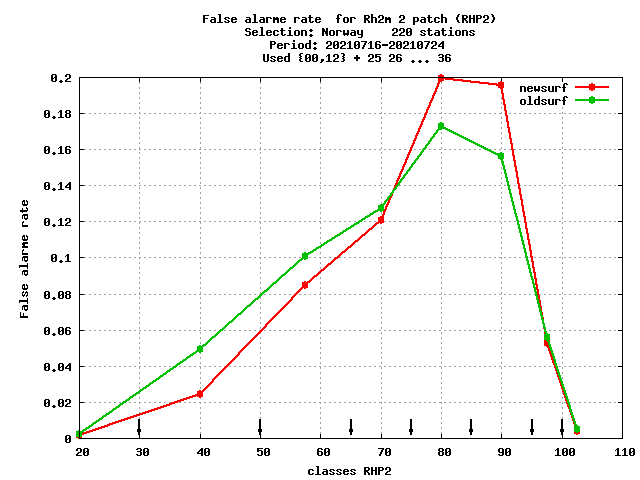 False alarme rate  for Rh2m 2 patch (RHP2)
Selection: Norway    220 stations
Period: 20210716-20210724
Used {00,12} + 25 26 ... 36
newsurf
oldsurf
0.2
0.18
0.16
0.14
0.12
0.1
0.08
0.06
0.04
0.02
0
False alarme rate
20 30 40 50 60 70 80 90 100 110
classes RHP2